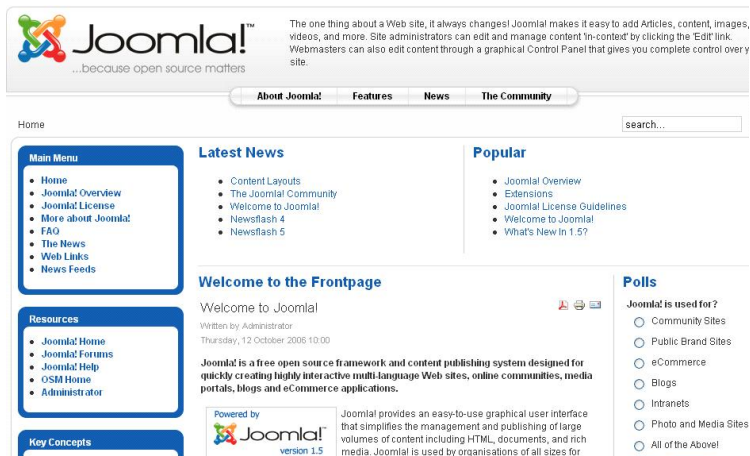 Joomla!™
...because open source matters
The one thing about a Web site, it always changes! Joomla! makes it easy to add Articles, content, images,
videos, and more. Site administrators can edit and manage content 'in-context' by clicking the 'Edit' link.
Webmasters can also edit content through a graphical Control Panel that gives you complete control over y
site.
About Joomla! Features News The Community
Home
search...
Main Menu
Home
Joomla! Overview
Joomla! License
More about Joomla!
FAQ
The News
Web Links
News Feeds
Resources
Joomla! Home
Joomla! Forums
Joomla! Help
OSM Home
Administrator
Key Concepts
Latest News
Content Layouts
The Joomla! Community
Welcome to Joomla!
Newsflash 4
Newsflash 5
Popular
Joomla! Overview
Extensions
Joomla! License Guidelines
Welcome to Joomla!
What's New In 1.5?
Welcome to the Frontpage
Welcome to Joomla!
Written by Administrator
Thursday, 12 October 2006 10:00
Joomla! is a free open source framework and content publishing system designed for
quickly creating highly interactive multi-language Web sites, online communities, media
portals, blogs and eCommerce applications.
Powered by
Joomla!
version 1.5
Joomla! provides an easy-to-use graphical user interface
that simplifies the management and publishing of large
volumes of content including HTML, documents, and rich
media. Joomla! is used by organisations of all sizes for
Polls
Joomla! is used for?
Community Sites
Public Brand Sites
eCommerce
Blogs
Intranets
Photo and Media Sites
All of the Above!